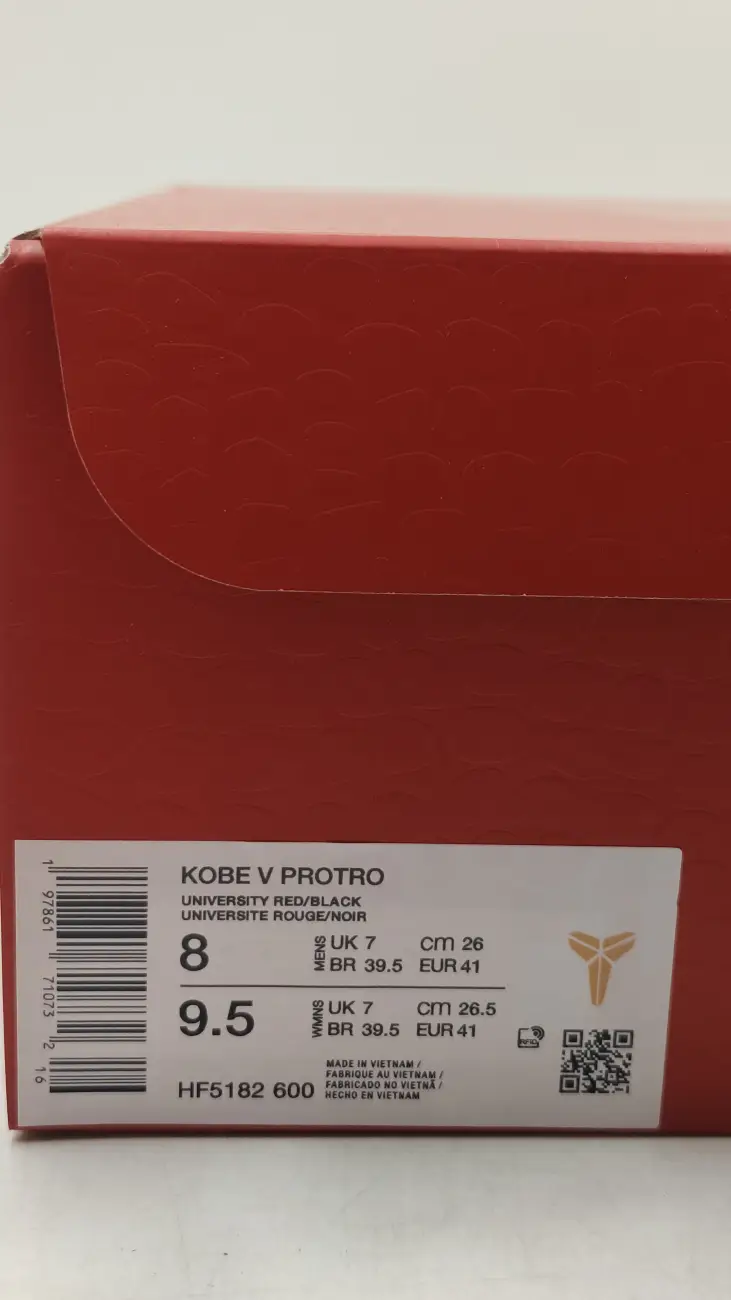 KOBE V PROTRO
UNIVERSITY RED/BLACK
UNIVERSITE ROUGE/NOIR
8
MENS
UK 7 cm 26
BR 39.5 EUR 41
9.5
WMNS
UK 7 cm 26.5
BR 39.5 EUR 41
RFID
HF5182 600
MADE IN VIETNAM /
FABRIQUE AU VIETNAM /
FABRICADO NO VIETNÃ /
HECHO EN VIETNAM
1 97861 71073 2 16